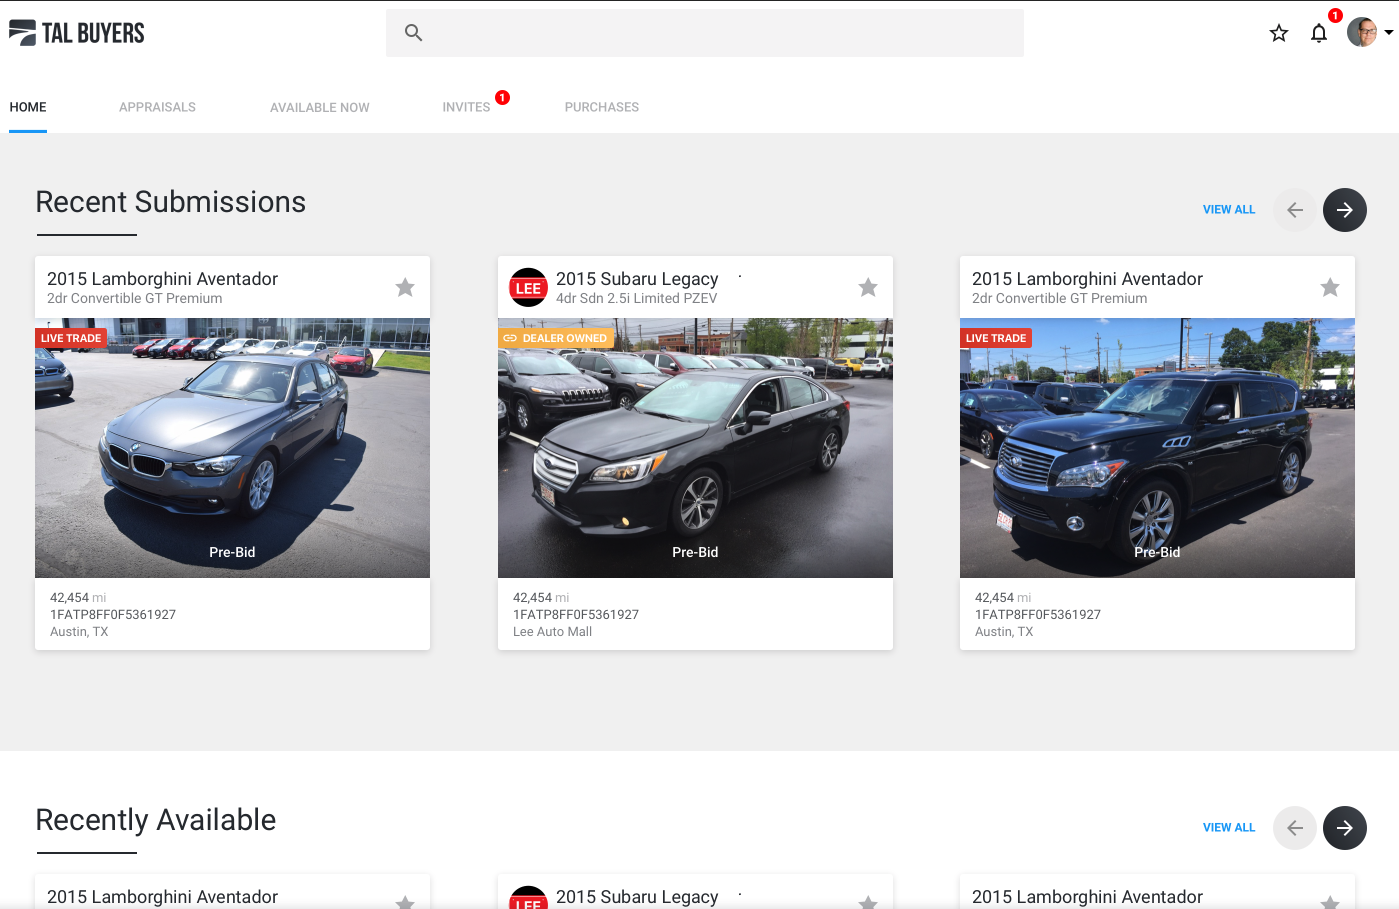 TAL BUYERS
1
HOME
APPRAISALS
AVAILABLE NOW
INVITES
1
PURCHASES
Recent Submissions
VIEW ALL
2015 Lamborghini Aventador
2dr Convertible GT Premium
LIVE TRADE
Pre-Bid
42,454 mi
1FATP8FF0F5361927
Austin, TX
LEE
2015 Subaru Legacy
4dr Sdn 2.5i Limited PZEV
DEALER OWNED
Pre-Bid
42,454 mi
1FATP8FF0F5361927
Lee Auto Mall
2015 Lamborghini Aventador
2dr Convertible GT Premium
LIVE TRADE
Pre-Bid
42,454 mi
1FATP8FF0F5361927
Austin, TX
Recently Available
VIEW ALL
2015 Lamborghini Aventador
LEE
2015 Subaru Legacy
2015 Lamborghini Aventador